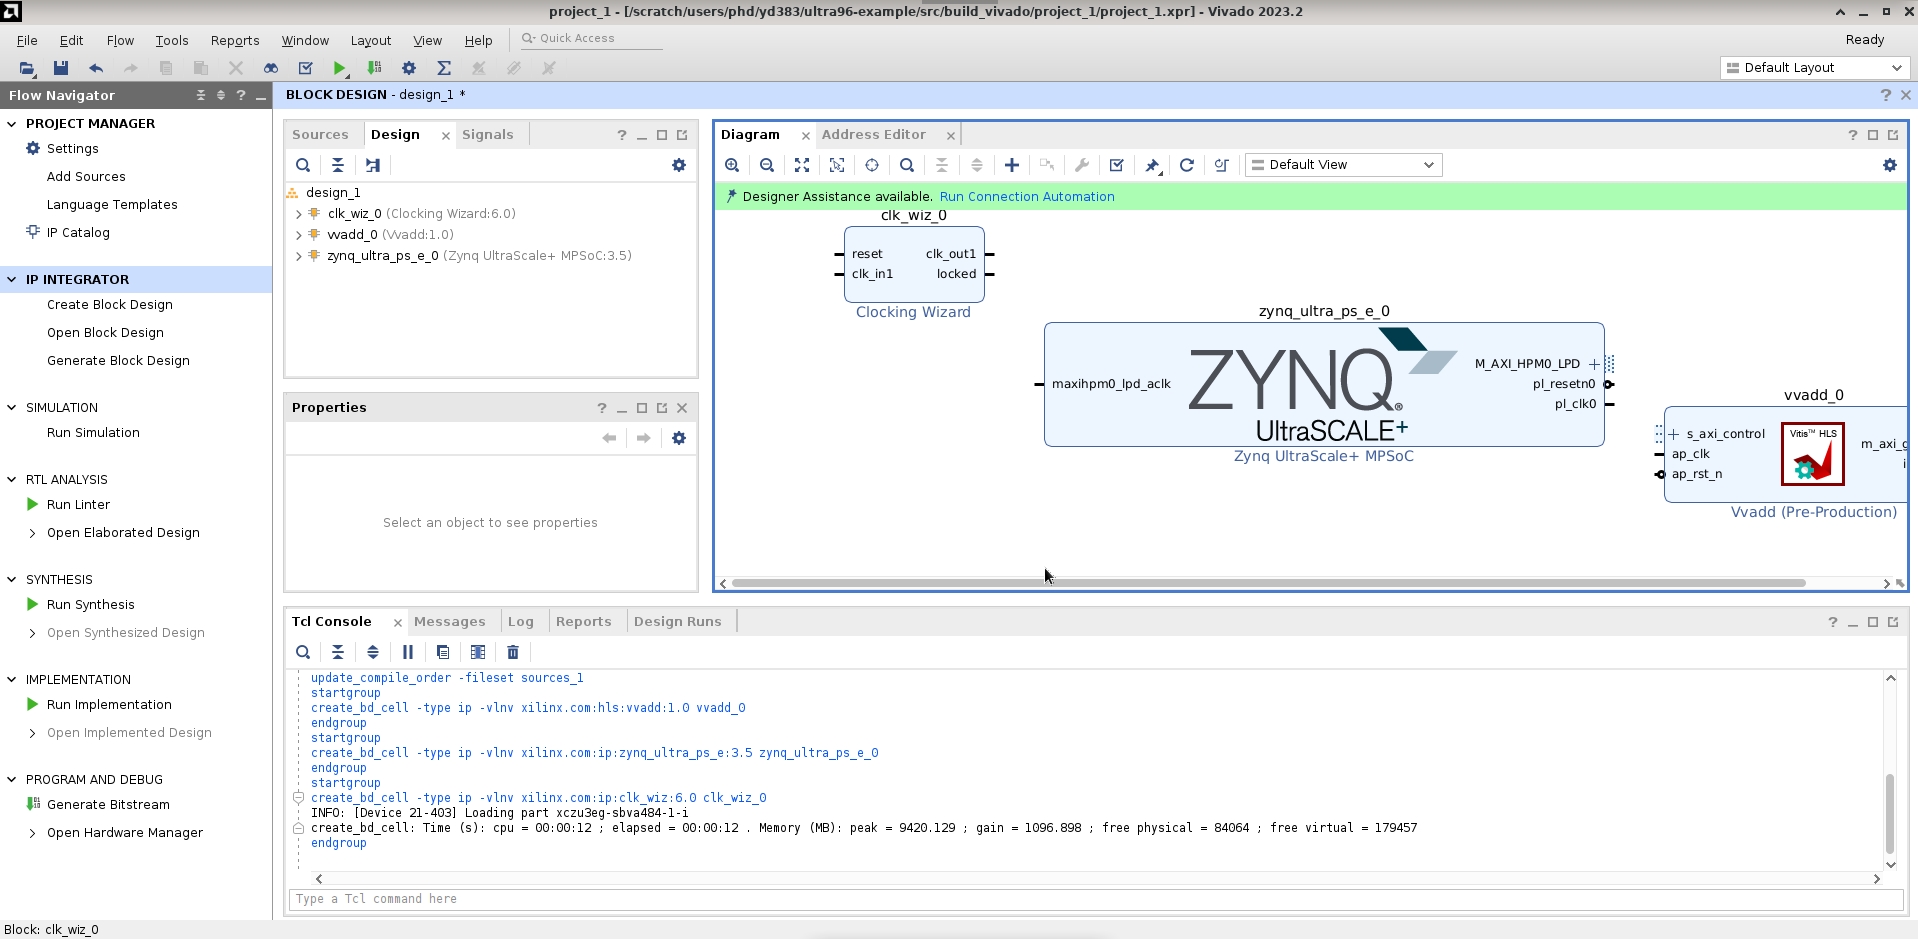 project_1 - [/scratch/users/phd/yd383/ultra96-example/src/build_vivado/project_1/project_1.xpr] - Vivado 2023.2
File Edit Flow Tools Reports Window Layout View Help Quick Access Ready
Default Layout
Flow Navigator
PROJECT MANAGER
Settings
Add Sources
Language Templates
IP Catalog
IP INTEGRATOR
Create Block Design
Open Block Design
Generate Block Design
SIMULATION
Run Simulation
RTL ANALYSIS
Run Linter
Open Elaborated Design
SYNTHESIS
Run Synthesis
Open Synthesized Design
IMPLEMENTATION
Run Implementation
Open Implemented Design
PROGRAM AND DEBUG
Generate Bitstream
Open Hardware Manager
BLOCK DESIGN - design_1 *
Sources Design Signals
design_1
clk_wiz_0 (Clocking Wizard:6.0)
vvadd_0 (Vvadd:1.0)
zynq_ultra_ps_e_0 (Zynq UltraScale+ MPSoC:3.5)
Properties
Select an object to see properties
Diagram Address Editor
Default View
Designer Assistance available. Run Connection Automation
clk_wiz_0
reset clk_out1
clk_in1 locked
Clocking Wizard
zynq_ultra_ps_e_0
M_AXI_HPM0_LPD
maxihpm0_lpd_aclk pl_resetn0
pl_clk0
ZYNQ
UltraSCALE+
Zynq UltraScale+ MPSoC
vvadd_0
s_axi_control Vitis™ HLS m_axi_g
ap_clk i
ap_rst_n
Vvadd (Pre-Production)
Tcl Console Messages Log Reports Design Runs
update_compile_order -fileset sources_1
startgroup
create_bd_cell -type ip -vlnv xilinx.com:hls:vvadd:1.0 vvadd_0
endgroup
startgroup
create_bd_cell -type ip -vlnv xilinx.com:ip:zynq_ultra_ps_e:3.5 zynq_ultra_ps_e_0
endgroup
startgroup
create_bd_cell -type ip -vlnv xilinx.com:ip:clk_wiz:6.0 clk_wiz_0
INFO: [Device 21-403] Loading part xczu3eg-sbva484-1-i
create_bd_cell: Time (s): cpu = 00:00:12 ; elapsed = 00:00:12 . Memory (MB): peak = 9420.129 ; gain = 1096.898 ; free physical = 84064 ; free virtual = 179457
endgroup
Type a Tcl command here
Block: clk_wiz_0